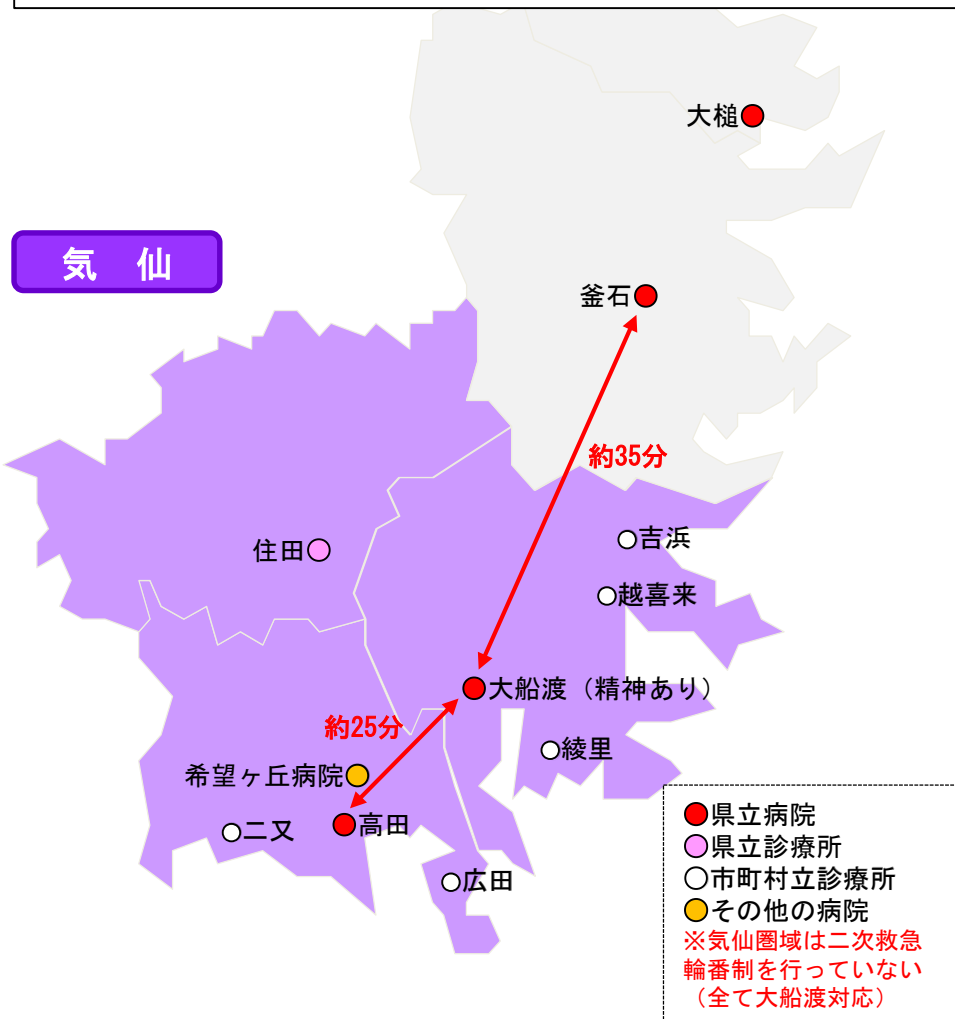 大槌
気 仙
釜石
約35分
吉浜
住田
越喜来
大船渡（精神あり）
約25分
綾里
希望ヶ丘病院
高田
二又
広田
県立病院
県立診療所
市町村立診療所
その他の病院
※気仙圏域は二次救急
輪番制を行っていない
（全て大船渡対応）